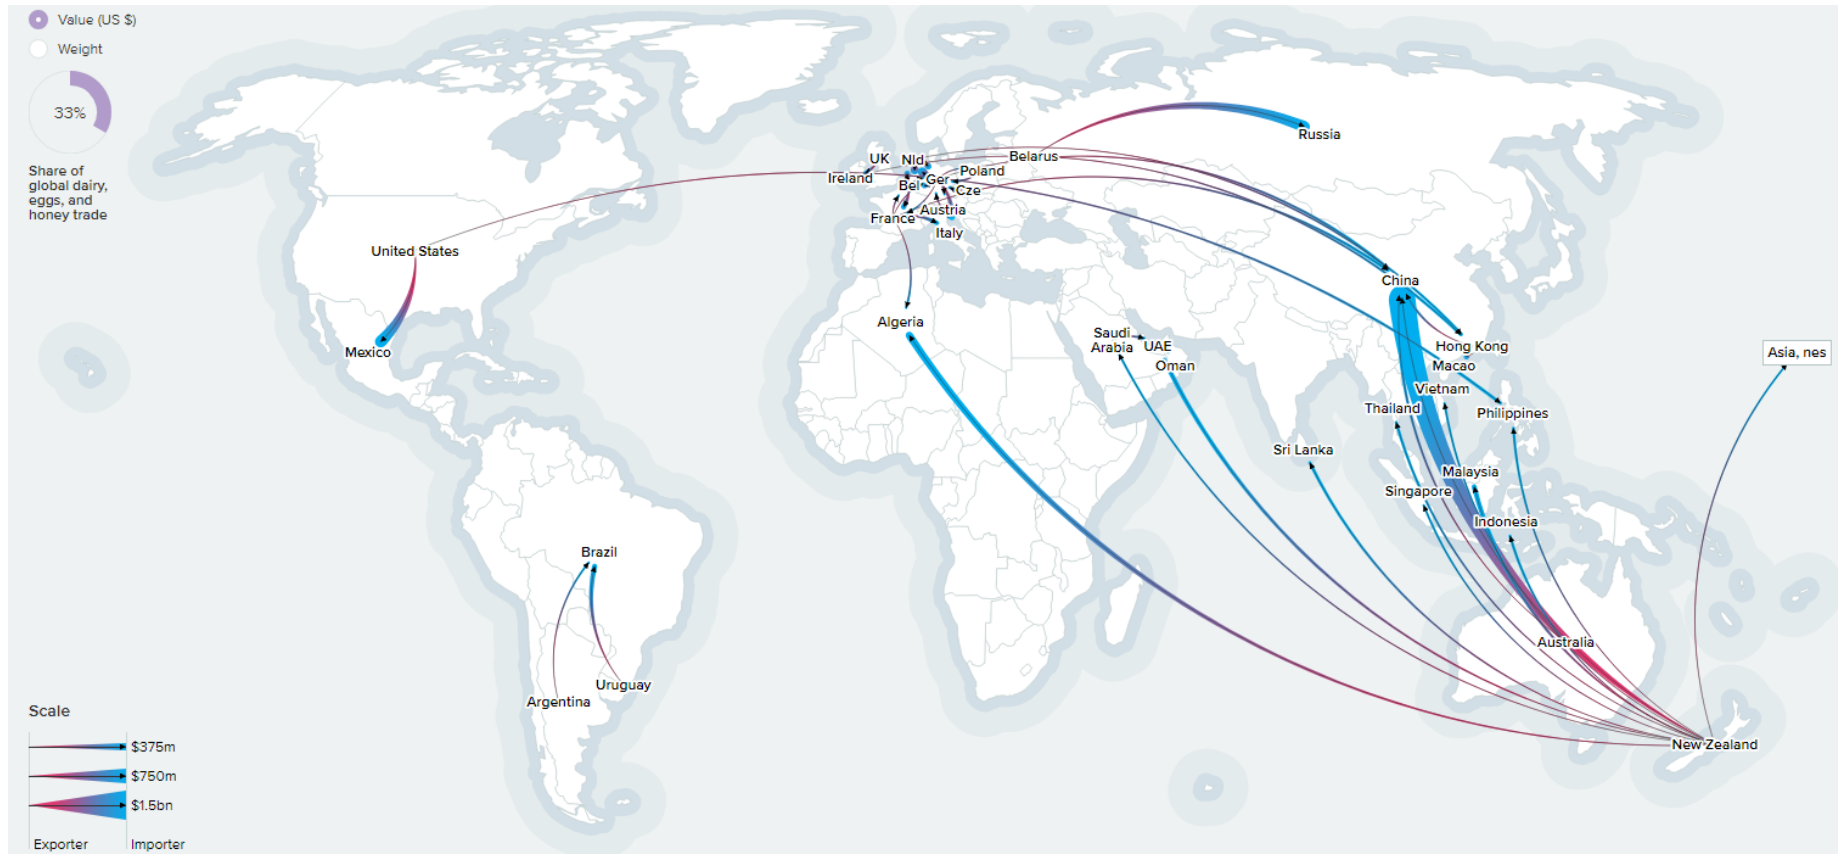 Value (US $)
Weight
33%
Share of
global dairy,
eggs, and
honey trade
Russia
UK
Nld
Belarus
Ireland
Bel
Ger
Poland
Cze
France
Austria
Italy
United States
China
Mexico
Algeria
Saudi
Arabia
UAE
Oman
Hong Kong
Macao
Asia, nes
Vietnam
Thailand
Philippines
Sri Lanka
Malaysia
Singapore
Indonesia
Brazil
Australia
Uruguay
Argentina
New Zealand
Scale
$375m
$750m
$1.5bn
Exporter
Importer